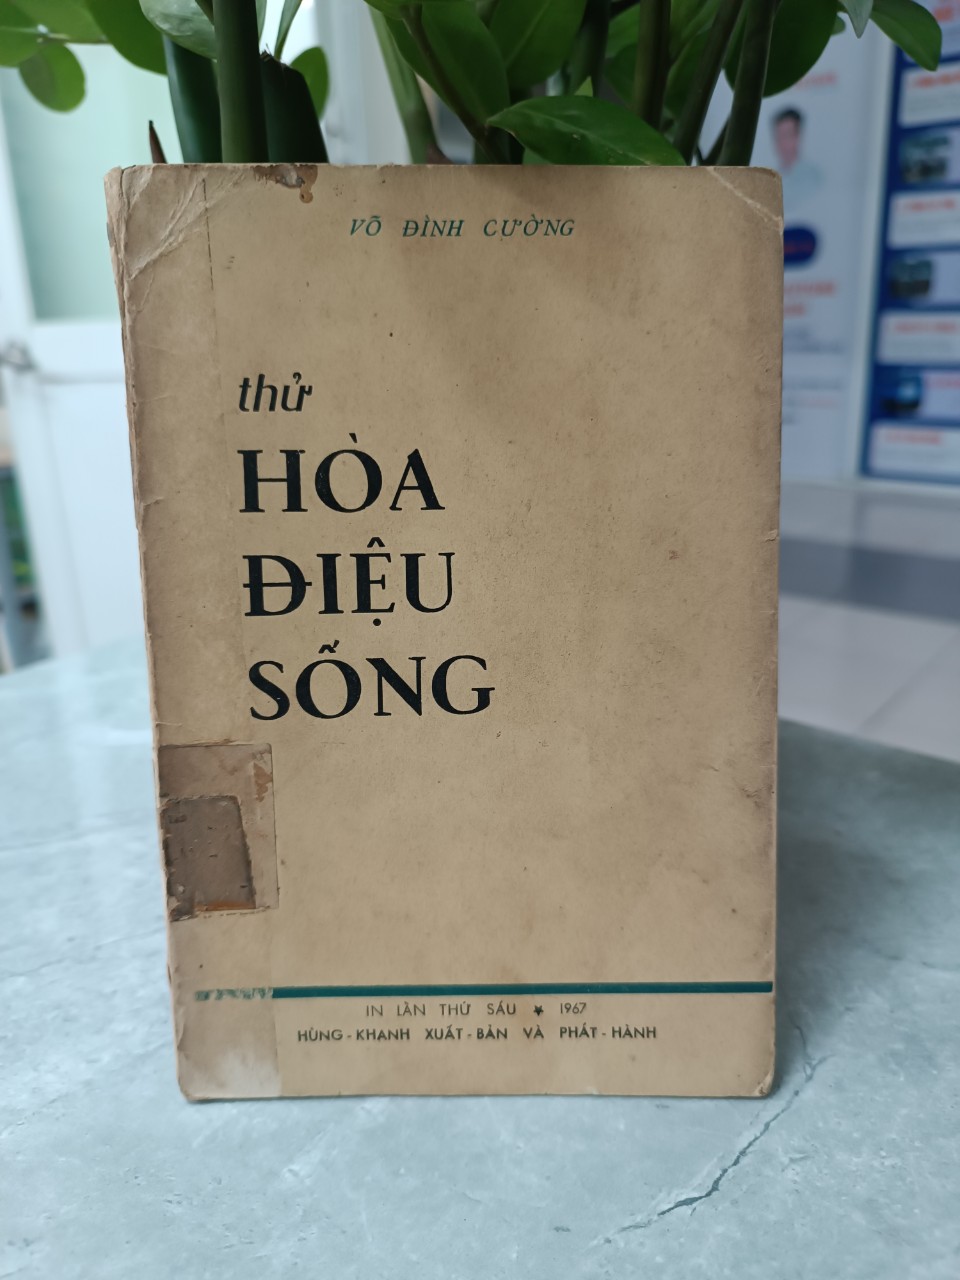 VÕ ĐÌNH CƯỜNG
thử
HÒA
ĐIỆU
SỐNG
IN LẦN THỨ SÁU ★ 1967
HÙNG - KHANH XUẤT - BẢN VÀ PHÁT - HÀNH